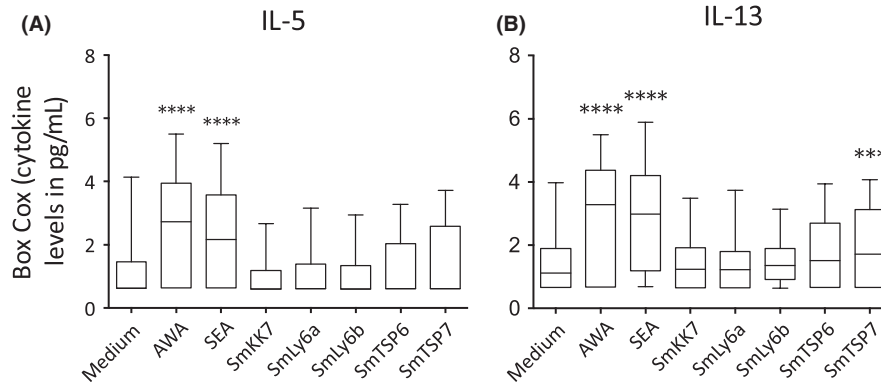 (A) IL-5
Box Cox (cytokine
levels in pg/mL)
8
6
4
2
0
****
****
Medium
AWA
SEA
SmKK7
SmLy6a
SmLy6b
SmTSP6
SmTSP7
(B) IL-13
8
6
4
2
0
****
****
***
Medium
AWA
SEA
SmKK7
SmLy6a
SmLy6b
SmTSP6
SmTSP7